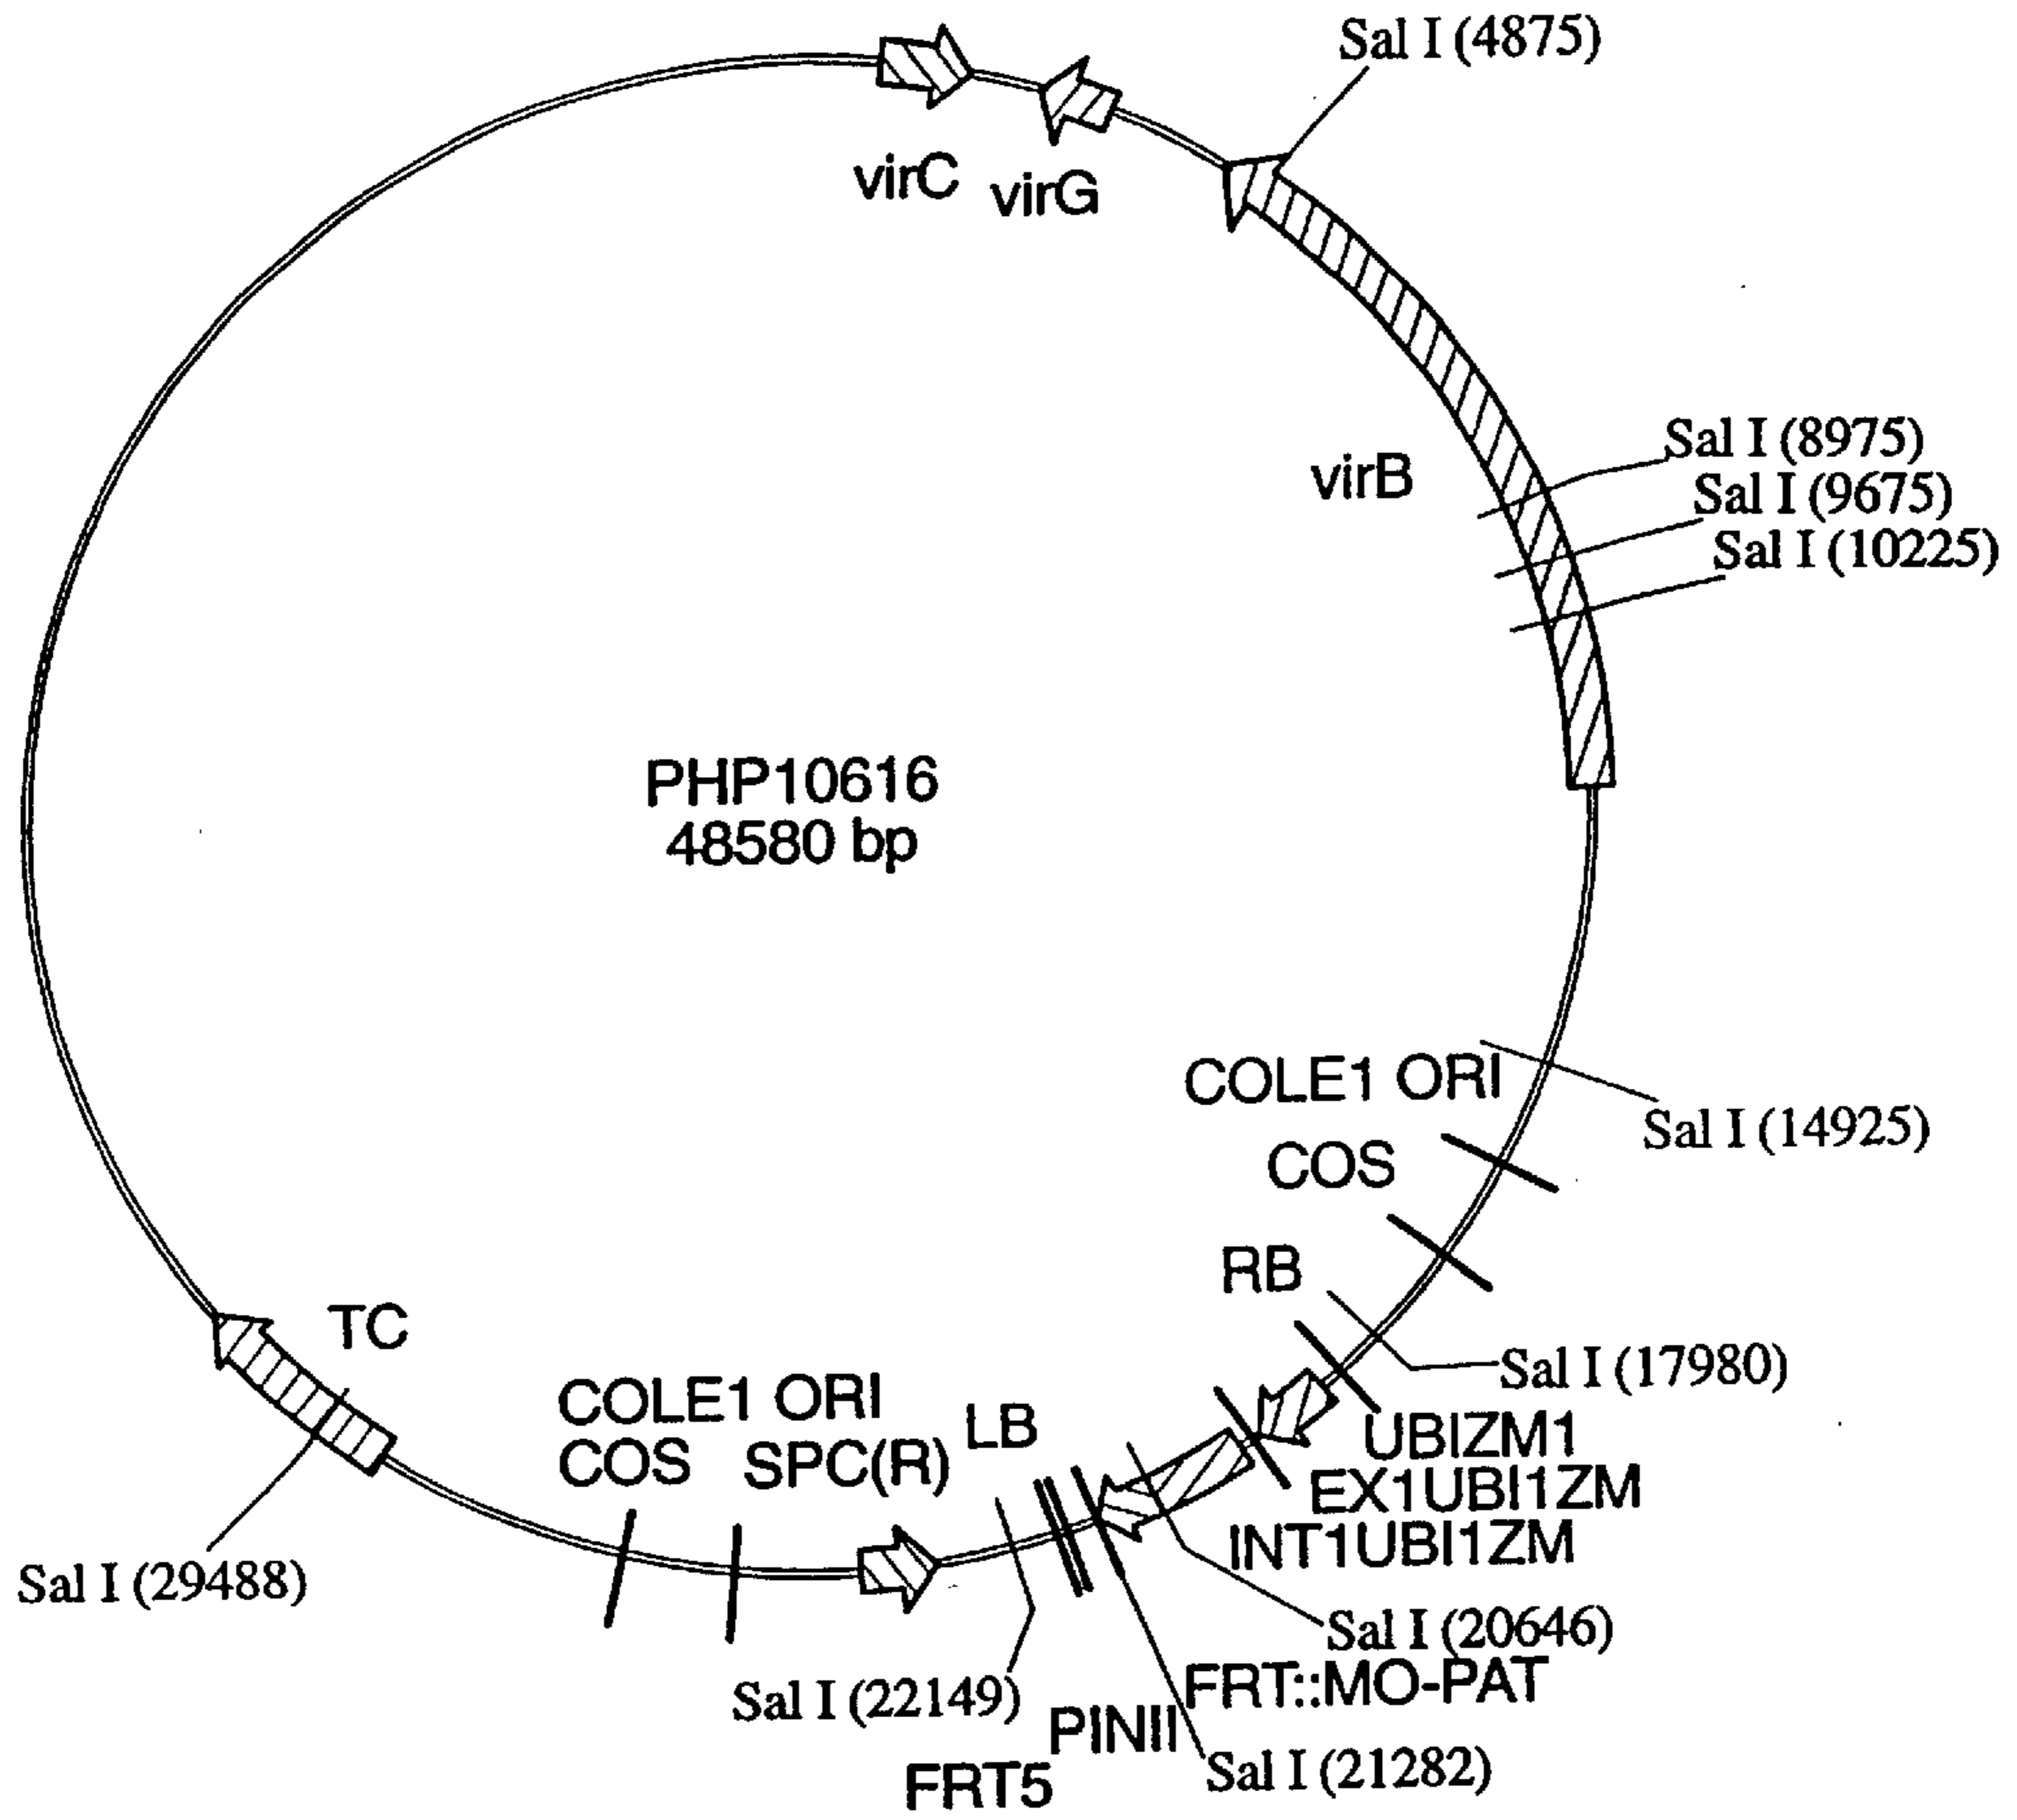 Sal I (4875)
virC
virG
Sal I (8975)
virB
Sal I (9675)
Sal I (10225)
PHP10616
48580 bp
COLE1 ORI
Sal I (14925)
COS
RB
TC
Sal I (17980)
COLE1 ORI
LB
UBIZM1
COS
SPC(R)
EX1UBI1ZM
INT1UBI1ZM
Sal I (29488)
Sal I (20646)
FRT::MO-PAT
Sal I (22149)
PINII
Sal I (21282)
FRT5